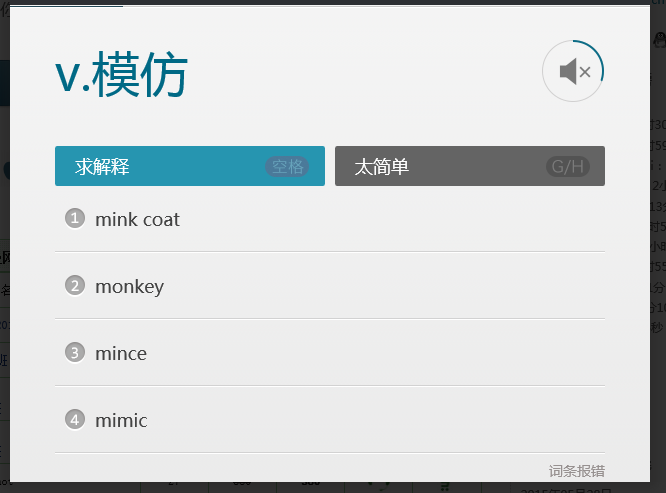 v.模仿
求解释 空格
太简单 G/H
1 mink coat
2 monkey
3 mince
4 mimic
词条报错